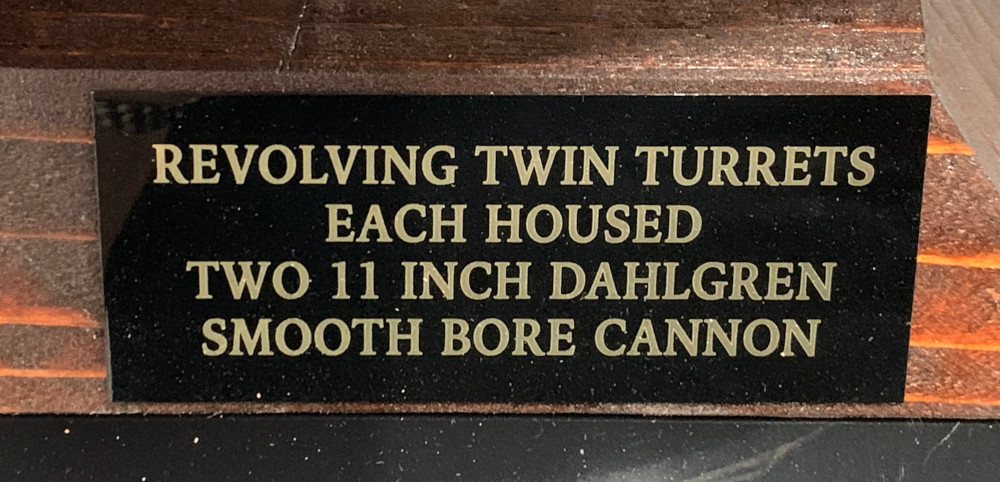 REVOLVING TWIN TURRETS
EACH HOUSED
TWO 11 INCH DAHLGREN
SMOOTH BORE CANNON